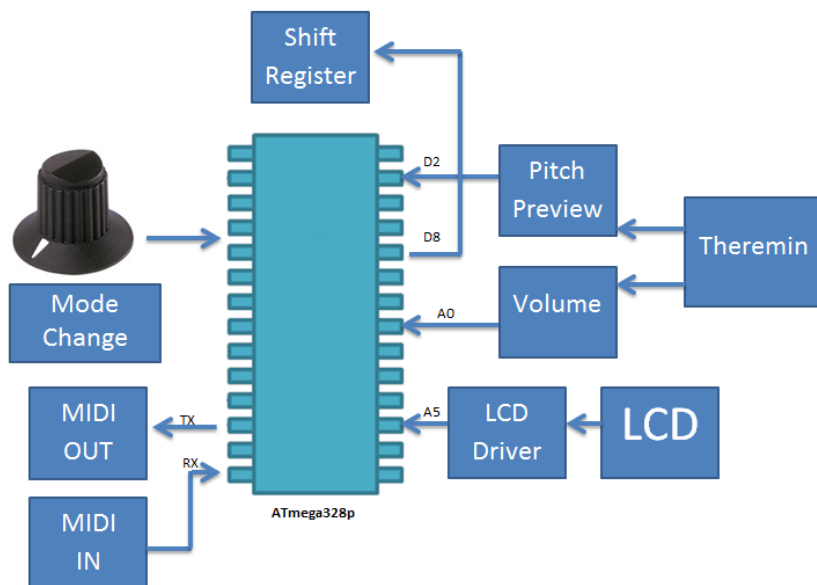 Shift
Register
D2
Pitch
Preview
D8
Theremin
Mode
Change
A0
Volume
MIDI
OUT
TX
A5
LCD
Driver
LCD
RX
MIDI
IN
ATmega328p